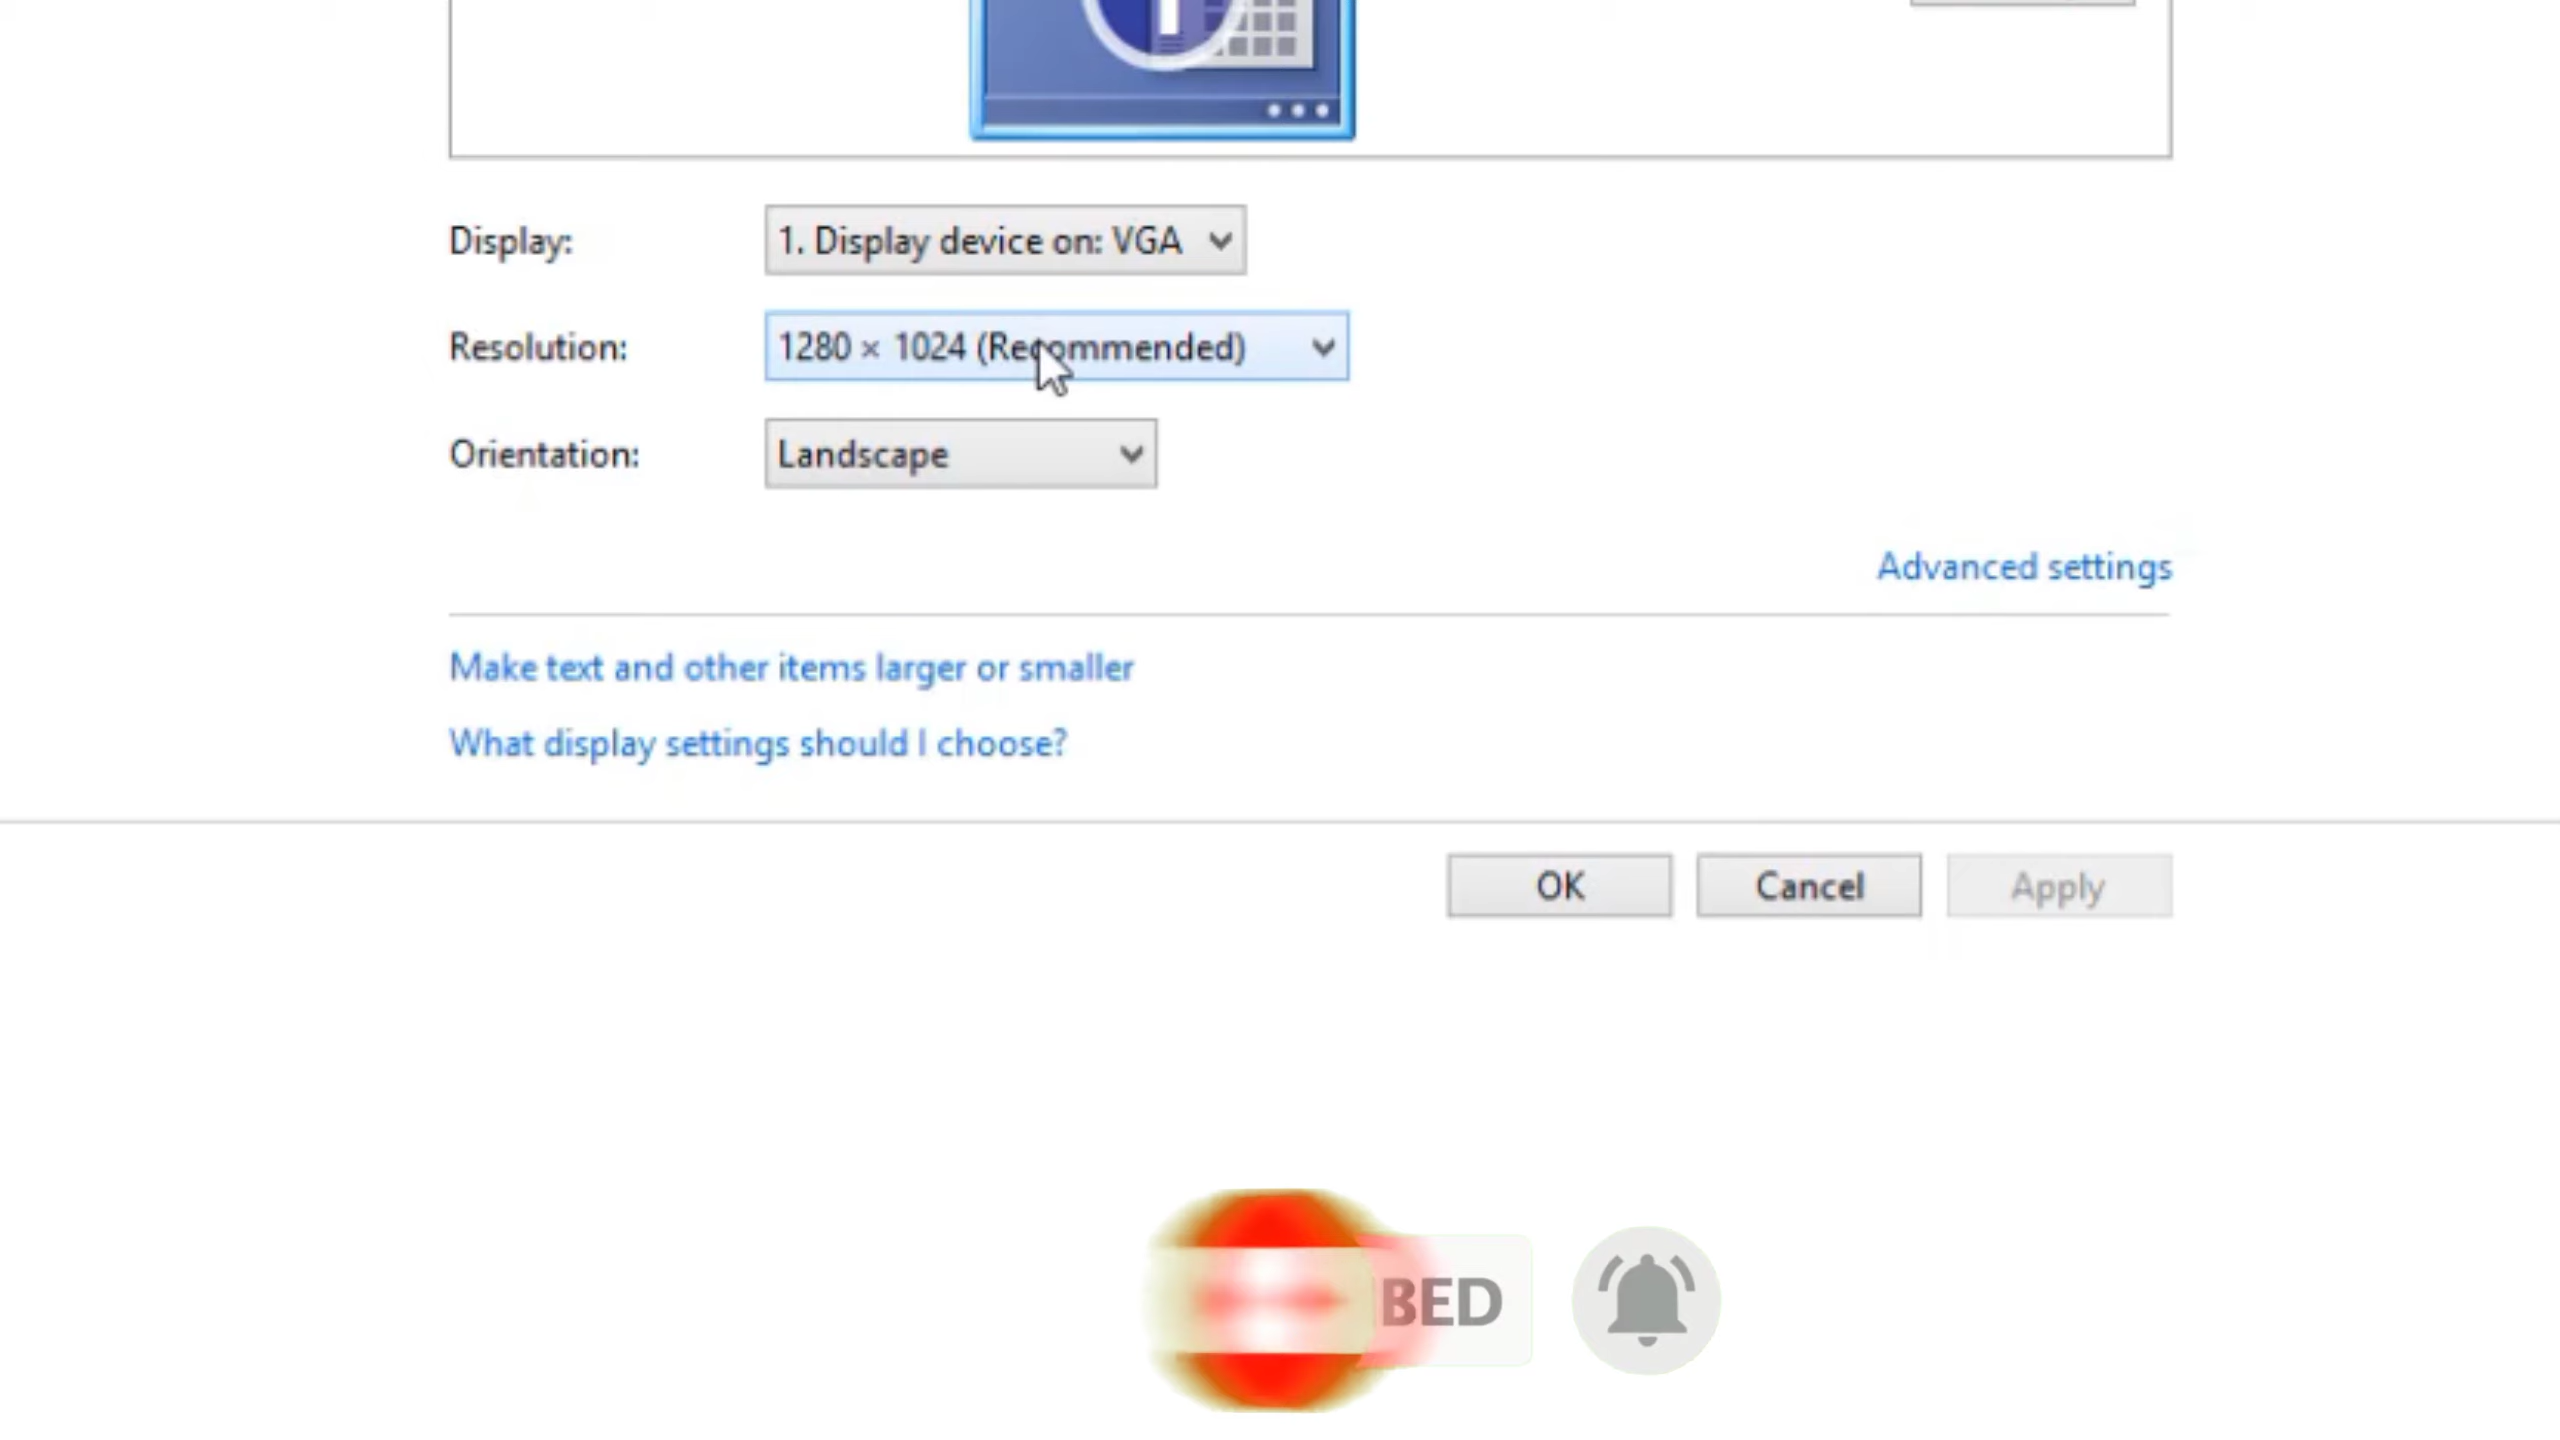 Display: 1. Display device on: VGA
Resolution: 1280 × 1024 (Recommended)
Orientation: Landscape
Advanced settings
Make text and other items larger or smaller
What display settings should I choose?
OK Cancel Apply
BED